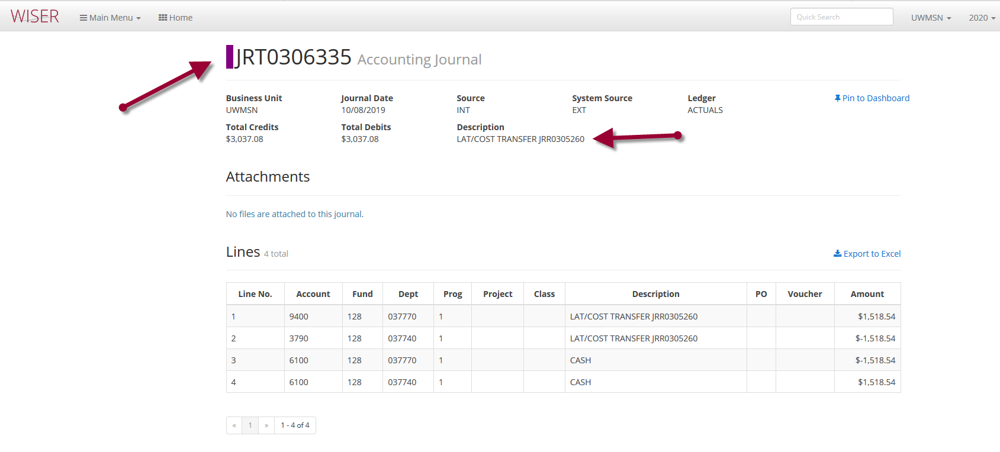 WISER Main Menu Home Quick Search UWMSN 2020
JRT0306335 Accounting Journal
Business Unit Journal Date Source System Source Ledger Pin to Dashboard
UWMSN 10/08/2019 INT EXT ACTUALS
Total Credits Total Debits Description
$3,037.08 $3,037.08 LAT/COST TRANSFER JRR0305260
Attachments
No files are attached to this journal.
Lines 4 total Export to Excel
Line No. Account Fund Dept Prog Project Class Description PO Voucher Amount
1 9400 128 037770 1 LAT/COST TRANSFER JRR0305260 $1,518.54
2 3790 128 037740 1 LAT/COST TRANSFER JRR0305260 $-1,518.54
3 6100 128 037770 1 CASH $-1,518.54
4 6100 128 037740 1 CASH $1,518.54
« 1 » 1 - 4 of 4